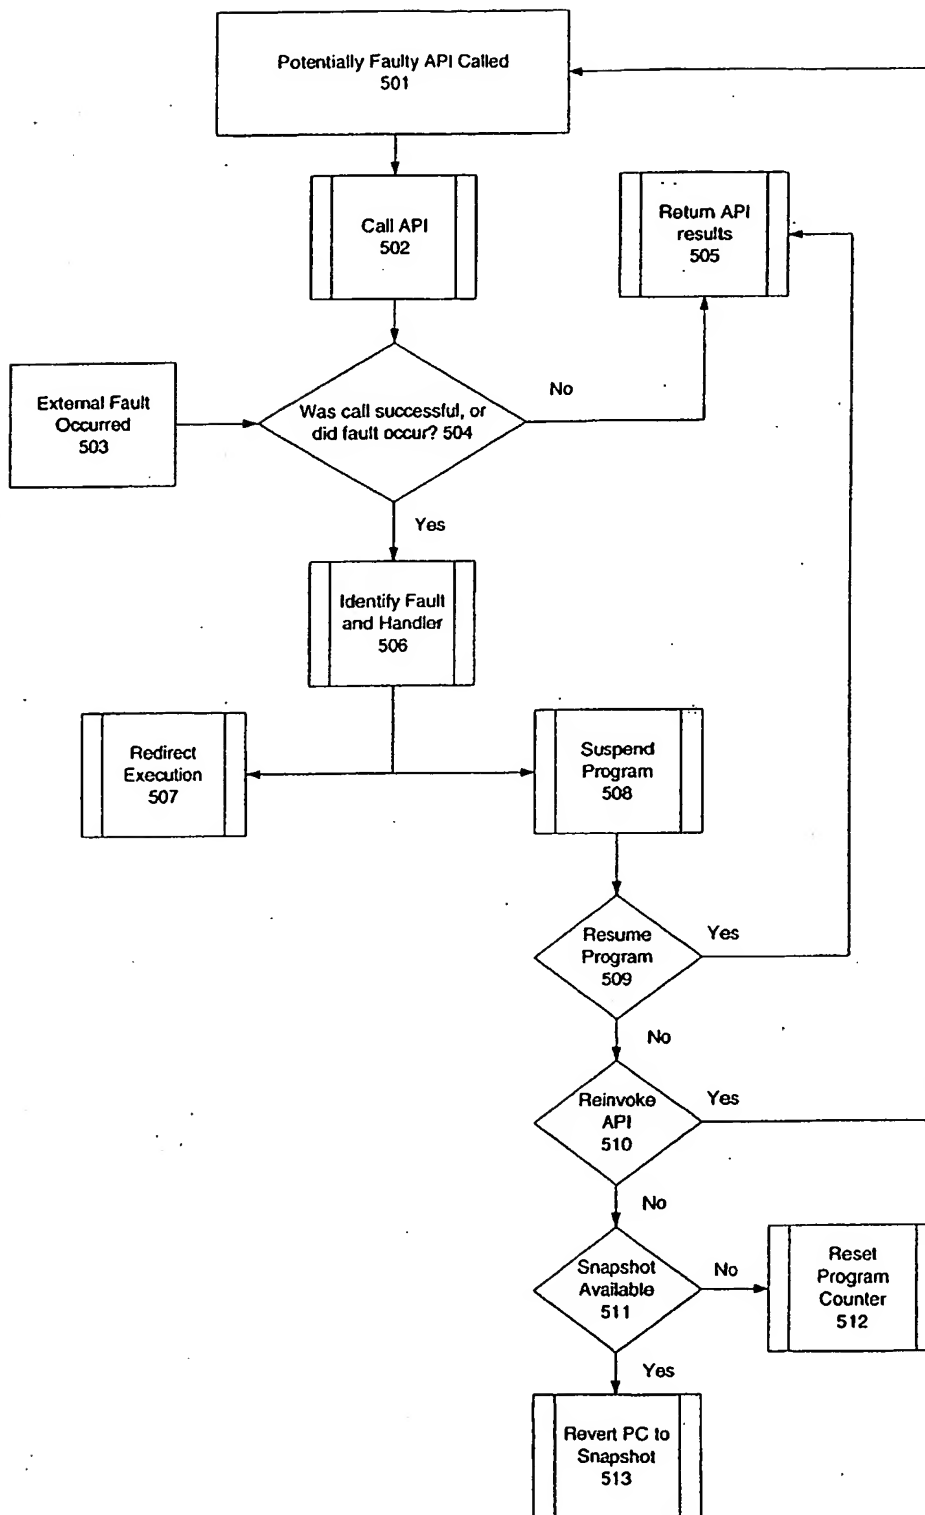 Potentially Faulty API Called
501
Call API
502
Return API
results
505
External Fault
Occurred
503
Was call successful, or
did fault occur? 504
No
Yes
Identify Fault
and Handler
506
Redirect
Execution
507
Suspend
Program
508
Resume
Program
509
Yes
No
Reinvoke
API
510
Yes
No
Snapshot
Available
511
No
Reset
Program
Counter
512
Yes
Revert PC to
Snapshot
513